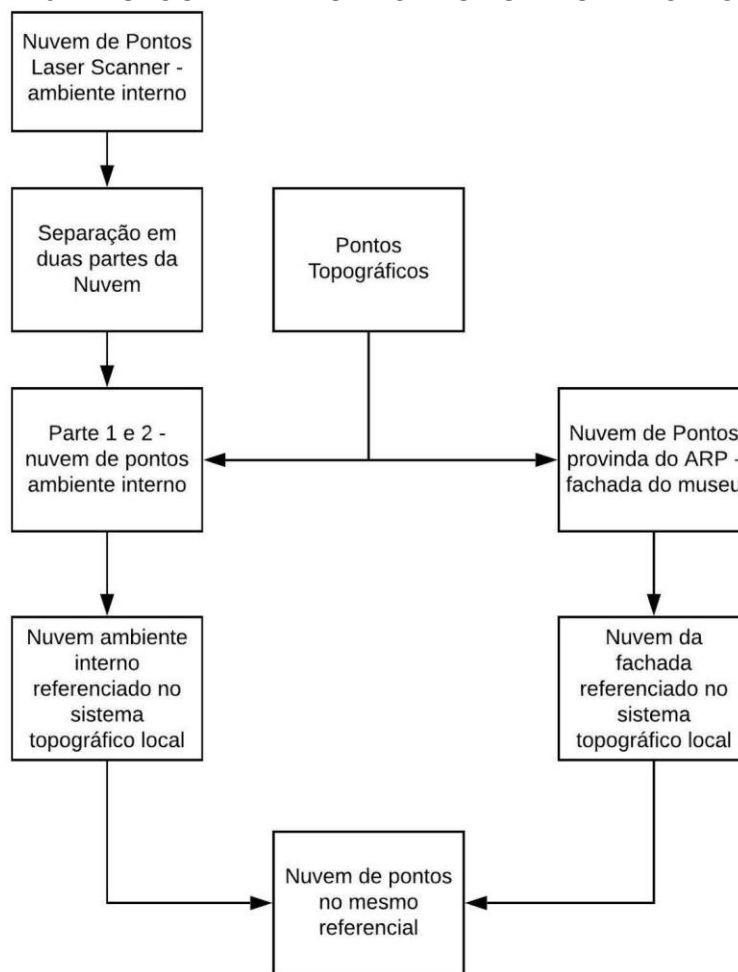 Nuvem de Pontos
Laser Scanner -
ambiente interno
Separação em
duas partes da
Nuvem
Pontos
Topográficos
Parte 1 e 2 -
nuvem de pontos
ambiente interno
Nuvem de Pontos
provinda do ARP -
fachada do museu
Nuvem ambiente
interno
referenciado no
sistema
topográfico local
Nuvem da
fachada
referenciado no
sistema
topográfico local
Nuvem de pontos
no mesmo
referencial